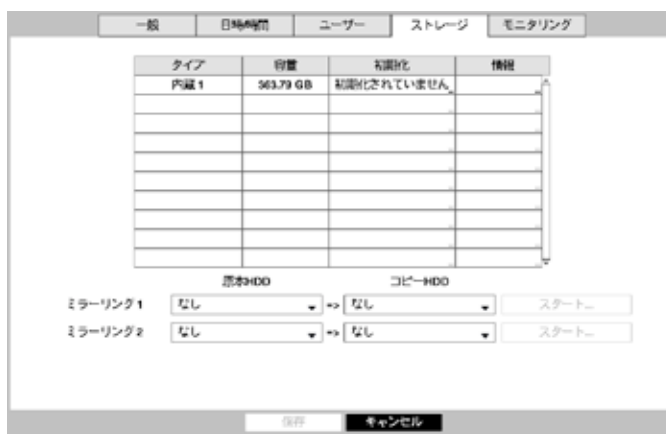 一般 日時/時間 ユーザー ストレージ モニタリング
タイプ 容量 初期化 情報
内蔵 1 563.79 GB 初期化されていません
原本HDD コピーHDD
ミラーリング 1 なし => なし スタート...
ミラーリング 2 なし => なし スタート...
保存 キャンセル